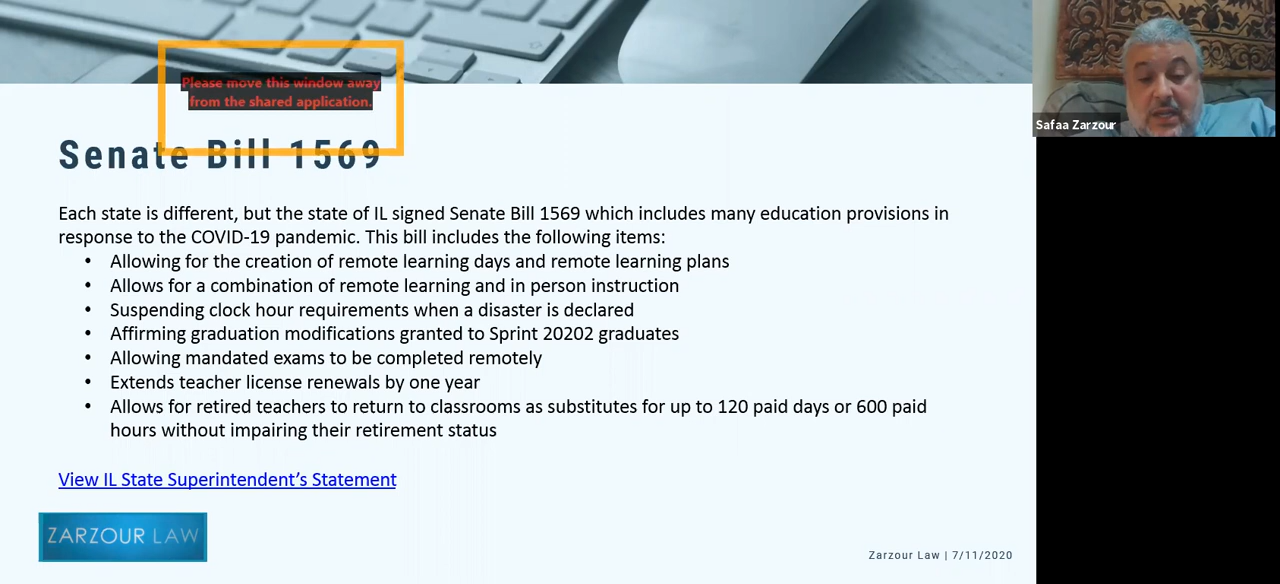 Please move this window away
from the shared application.
Safaa Zarzour
Senate Bill 1569
Each state is different, but the state of IL signed Senate Bill 1569 which includes many education provisions in
response to the COVID-19 pandemic. This bill includes the following items:
• Allowing for the creation of remote learning days and remote learning plans
• Allows for a combination of remote learning and in person instruction
• Suspending clock hour requirements when a disaster is declared
• Affirming graduation modifications granted to Sprint 20202 graduates
• Allowing mandated exams to be completed remotely
• Extends teacher license renewals by one year
• Allows for retired teachers to return to classrooms as substitutes for up to 120 paid days or 600 paid
hours without impairing their retirement status
View IL State Superintendent’s Statement
ZARZOUR LAW
Zarzour Law | 7/11/2020